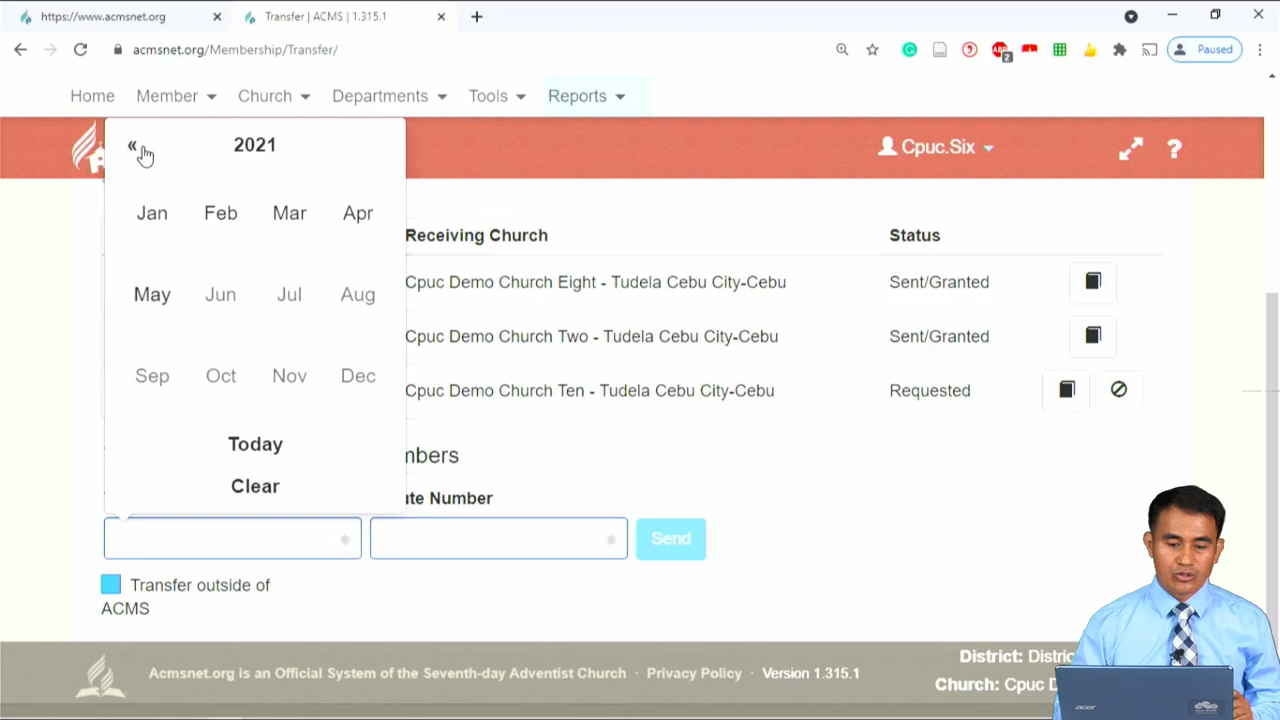 https://www.acmsnet.org
Transfer | ACMS | 1.315.1
acmsnet.org/Membership/Transfer/
2
Paused
Home Member Church Departments Tools Reports
« 2021
Cpuc.Six
?
Jan Feb Mar Apr
Receiving Church Status
Cpuc Demo Church Eight - Tudela Cebu City-Cebu Sent/Granted
May Jun Jul Aug
Cpuc Demo Church Two - Tudela Cebu City-Cebu Sent/Granted
Sep Oct Nov Dec
Cpuc Demo Church Ten - Tudela Cebu City-Cebu Requested
Today
mbers
Clear
ute Number
Send
Transfer outside of
ACMS
Acmsnet.org is an Official System of the Seventh-day Adventist Church · Privacy Policy · Version 1.315.1
District: Distric
Church: Cpuc D
acer